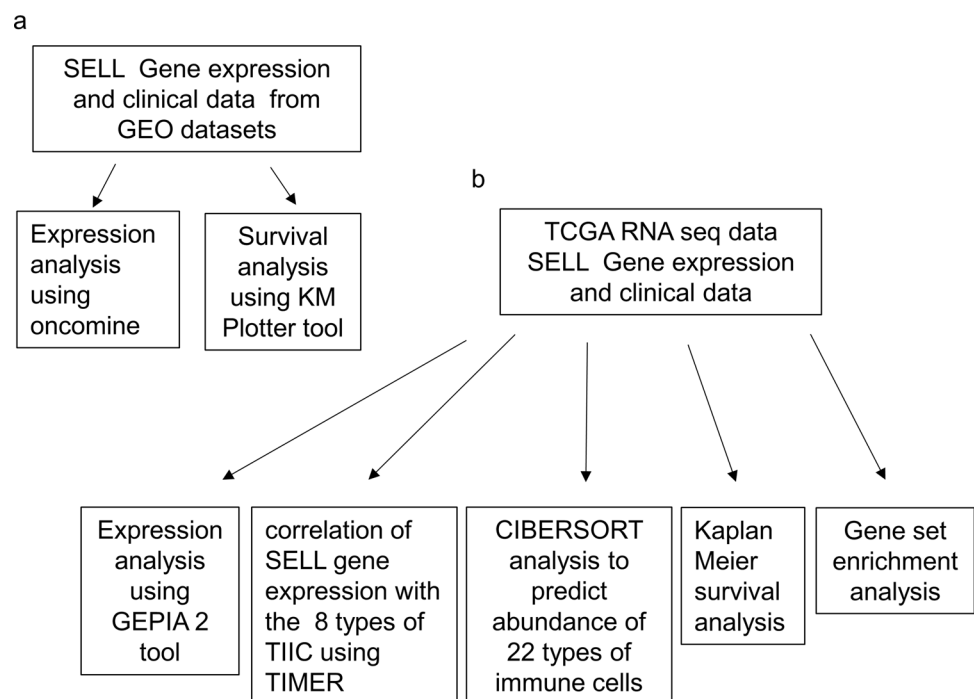 a
SELL Gene expression
and clinical data from
GEO datasets
Expression
analysis
using
oncomine
Survival
analysis
using KM
Plotter tool
b
TCGA RNA seq data
SELL Gene expression
and clinical data
Expression
analysis
using
GEPIA 2
tool
correlation of
SELL gene
expression with
the 8 types of
TIIC using
TIMER
CIBERSORT
analysis to
predict
abundance of
22 types of
immune cells
Kaplan
Meier
survival
analysis
Gene set
enrichment
analysis